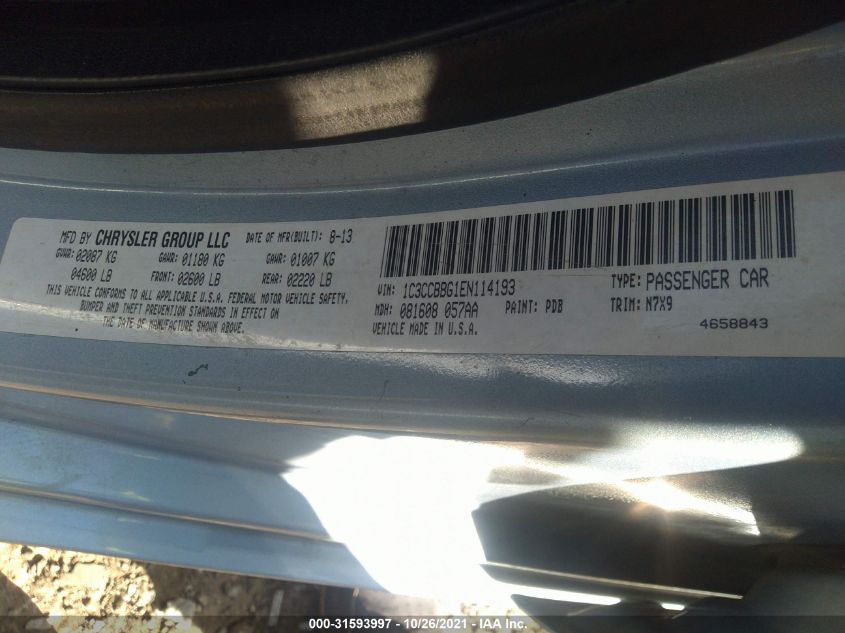 MFD BY CHRYSLER GROUP LLC DATE OF MFR(BUILT): 8-13
GVWR: 02087 KG GAWR: 01180 KG GAWR: 01007 KG
04600 LB FRONT: 02600 LB REAR: 02220 LB
THIS VEHICLE CONFORMS TO ALL APPLICABLE U.S.A. FEDERAL MOTOR VEHICLE SAFETY,
BUMPER AND THEFT PREVENTION STANDARDS IN EFFECT ON
THE DATE OF MANUFACTURE SHOWN ABOVE.
VIN: 1C3CCBBG1EN114193 TYPE: PASSENGER CAR
MDH: 081608 057AA PAINT: PDB TRIM: N7X9
VEHICLE MADE IN U.S.A. 4658843
000-31593997 - 10/26/2021 - IAA Inc.